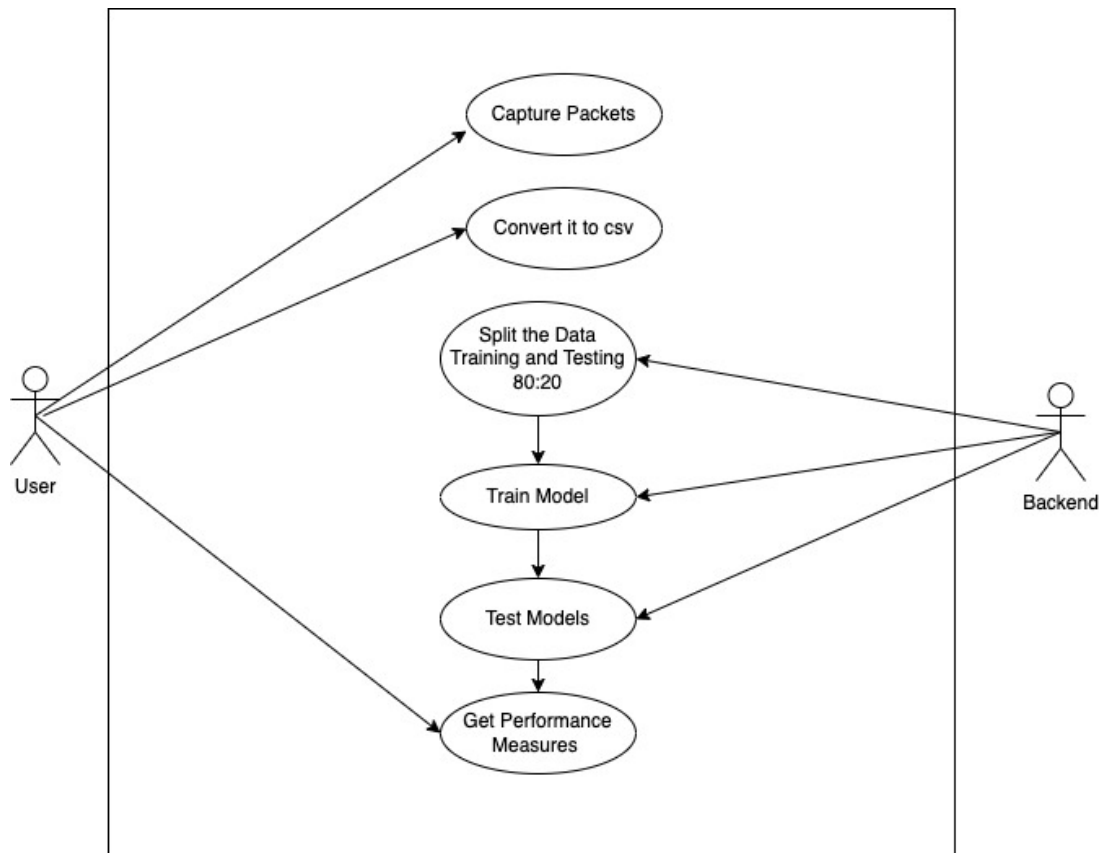 Capture Packets
Convert it to csv
Split the Data
Training and Testing
80:20
User
Backend
Train Model
Test Models
Get Performance
Measures